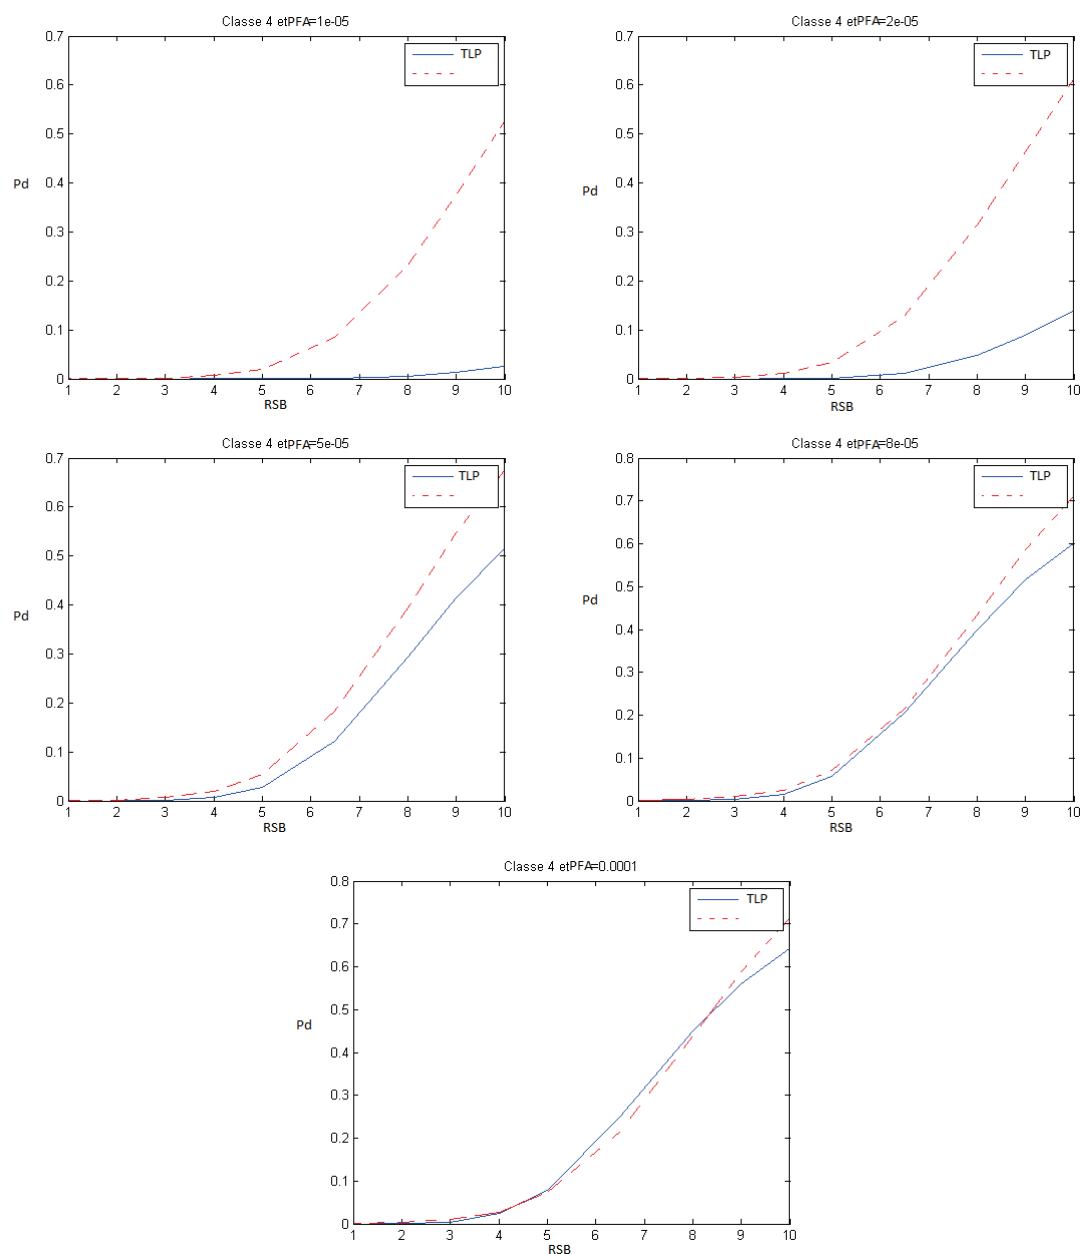 Classe 4 etPFA=1e-05
TLP
0.7
0.6
0.5
0.4
0.3
0.2
0.1
0
Pd
1 2 3 4 5 6 7 8 9 10
RSB
Classe 4 etPFA=2e-05
TLP
0.7
0.6
0.5
0.4
0.3
0.2
0.1
0
Pd
1 2 3 4 5 6 7 8 9 10
RSB
Classe 4 etPFA=5e-05
TLP
0.7
0.6
0.5
0.4
0.3
0.2
0.1
0
Pd
1 2 3 4 5 6 7 8 9 10
RSB
Classe 4 etPFA=8e-05
TLP
0.8
0.7
0.6
0.5
0.4
0.3
0.2
0.1
0
Pd
1 2 3 4 5 6 7 8 9 10
RSB
Classe 4 etPFA=0.0001
TLP
0.8
0.7
0.6
0.5
0.4
0.3
0.2
0.1
0
Pd
1 2 3 4 5 6 7 8 9 10
RSB